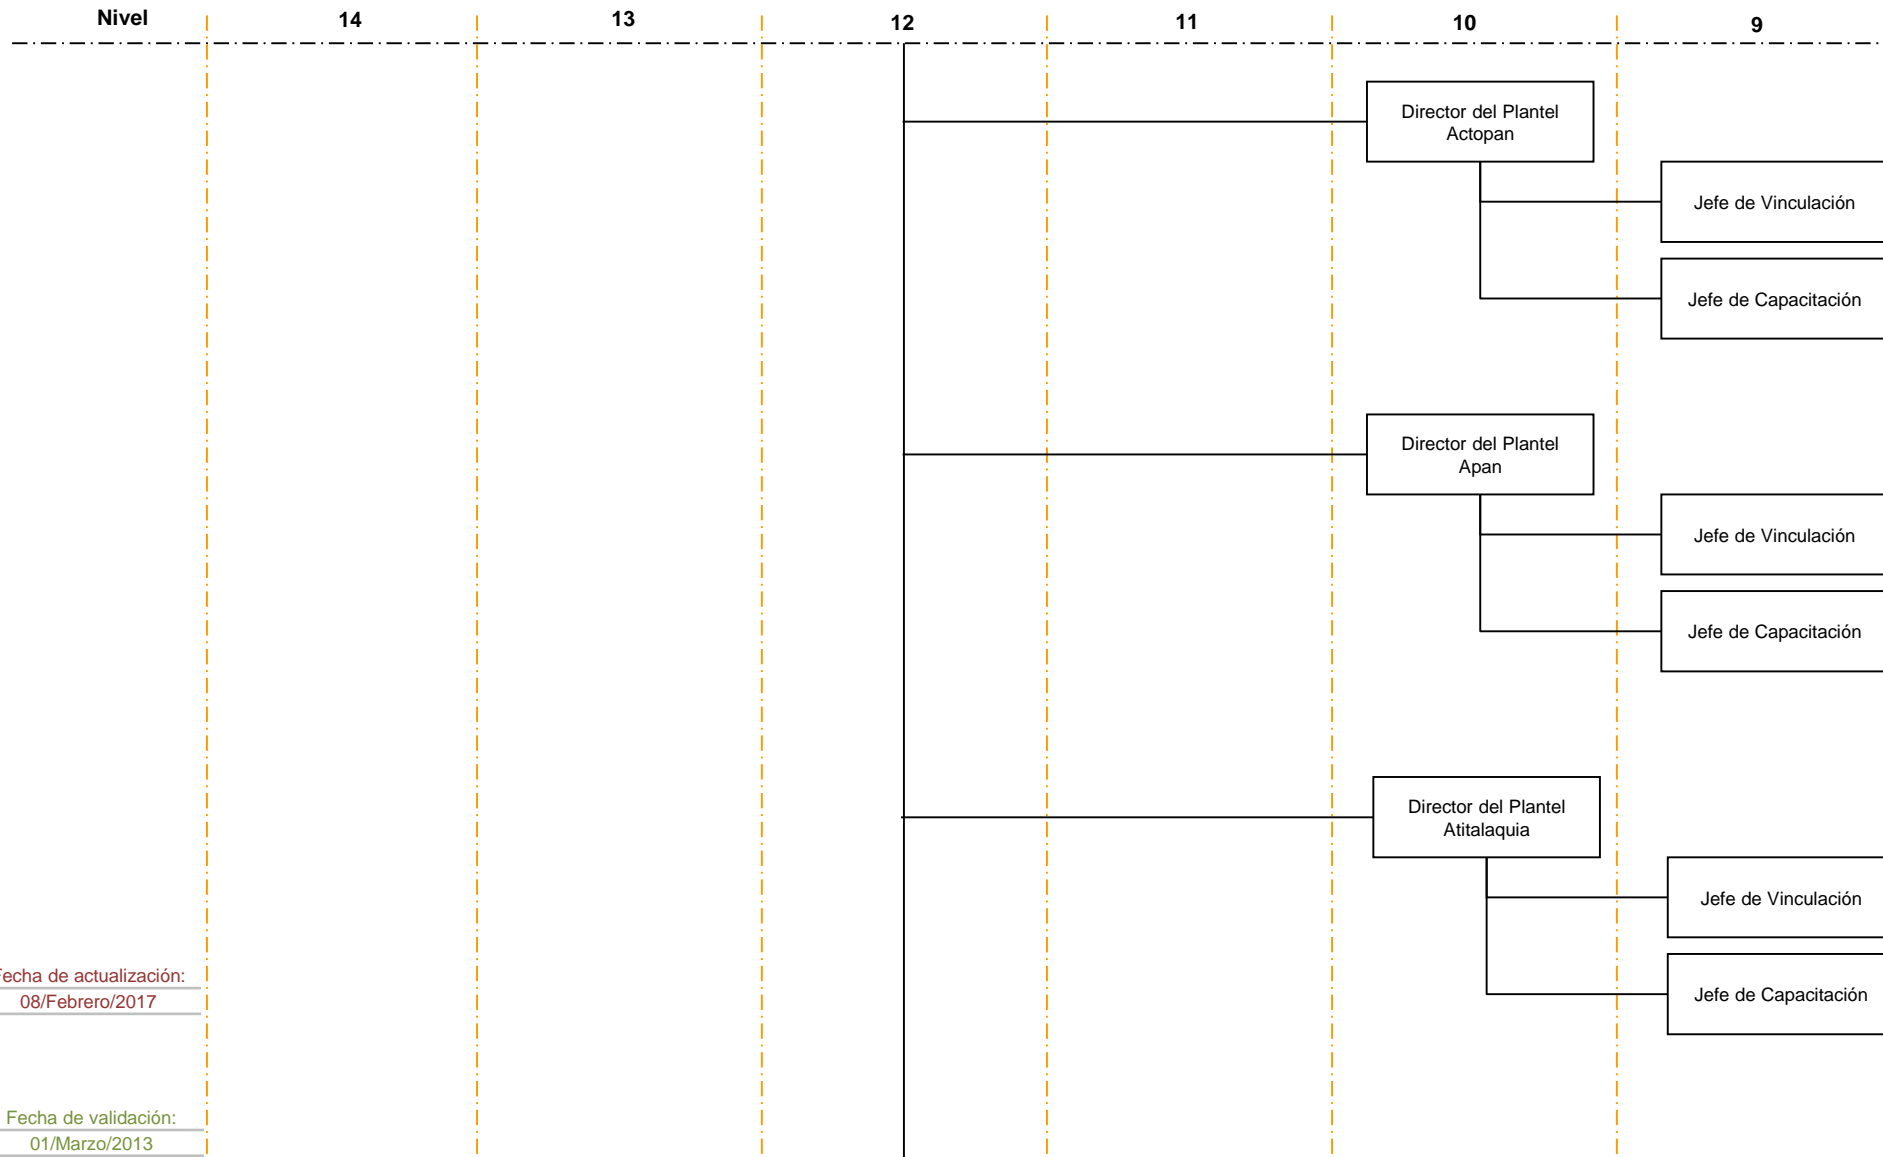 Nivel 14 13 12 11 10 9
Director del Plantel
Actopan
Jefe de Vinculación
Jefe de Capacitación
Director del Plantel
Apan
Jefe de Vinculación
Jefe de Capacitación
Director del Plantel
Atitalaquia
Jefe de Vinculación
Jefe de Capacitación
Fecha de actualización:
08/Febrero/2017
Fecha de validación:
01/Marzo/2013